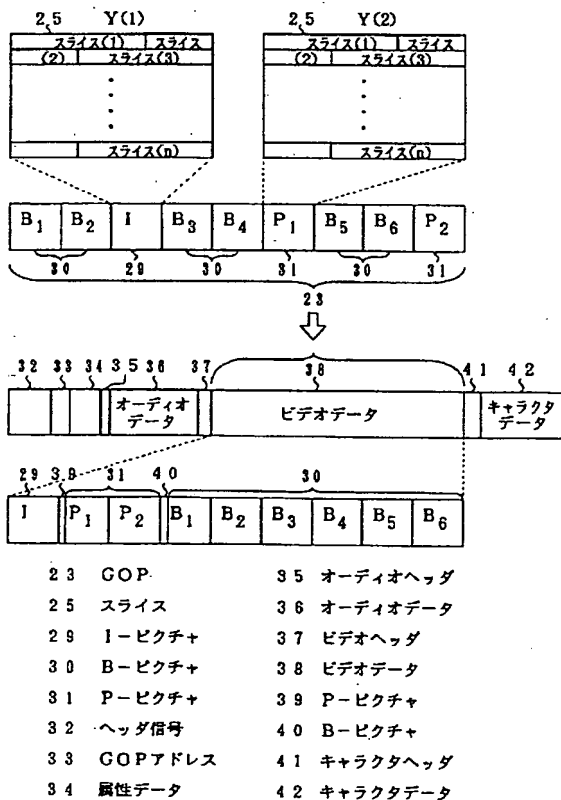 2,5 Y(1) 2,5 Y(2)
スライス(1) スライス スライス(1) スライス
(2) スライス(3) (2) スライス(3)
スライス(n) スライス(n)
B1 B2 I B3 B4 P1 B5 B6 P2
30 29 30 31 30 31
23
32 33 34 35 36 37 38 41 42
オーディオデータ ビデオデータ キャラクタデータ
29 39 31 40 30
I P1 P2 B1 B2 B3 B4 B5 B6
23 GOP 35 オーディオヘッダ
25 スライス 36 オーディオデータ
29 I-ピクチャ 37 ビデオヘッダ
30 B-ピクチャ 38 ビデオデータ
31 P-ピクチャ 39 P-ピクチャ
32 ヘッダ信号 40 B-ピクチャ
33 GOPアドレス 41 キャラクタヘッダ
34 属性データ 42 キャラクタデータ